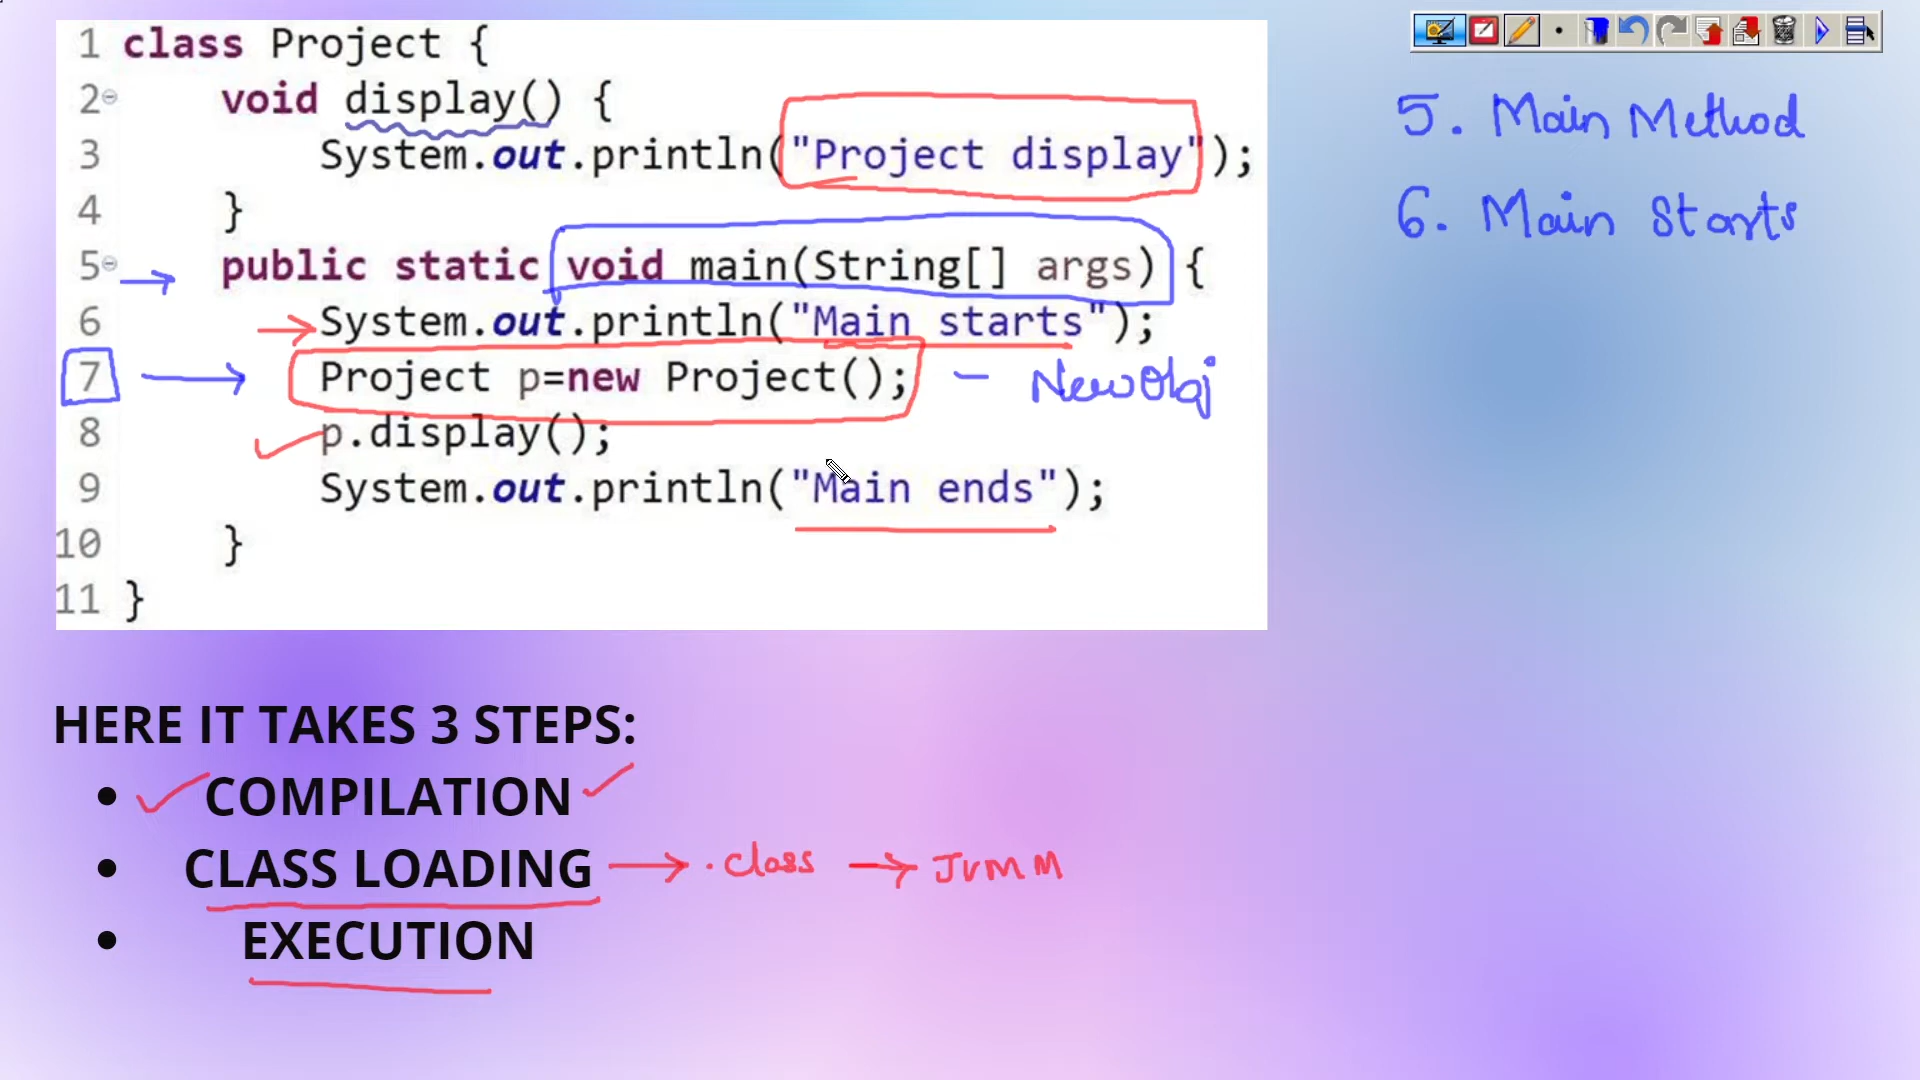 1 class Project {
2 void display() {
3 System.out.println("Project display");
4 }
5 public static void main(String[] args) {
6 System.out.println("Main starts");
7 Project p=new Project(); - New Obj
8 p.display();
9 System.out.println("Main ends");
10 }
11 }
5. Main Method
6. Main Starts
HERE IT TAKES 3 STEPS:
• COMPILATION
• CLASS LOADING → .class → JVM M
• EXECUTION